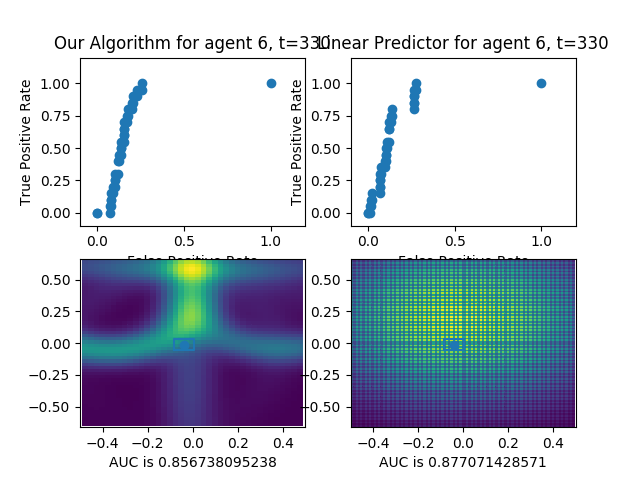 Our Algorithm for agent 6, t=330
Linear Predictor for agent 6, t=330
True Positive Rate
1.00
0.75
0.50
0.25
0.00
0.0 0.5 1.0
False Positive Rate
True Positive Rate
1.00
0.75
0.50
0.25
0.00
0.0 0.5 1.0
False Positive Rate
0.50
0.25
0.00
−0.25
−0.50
−0.4 −0.2 0.0 0.2 0.4
AUC is 0.856738095238
0.50
0.25
0.00
−0.25
−0.50
−0.4 −0.2 0.0 0.2 0.4
AUC is 0.877071428571